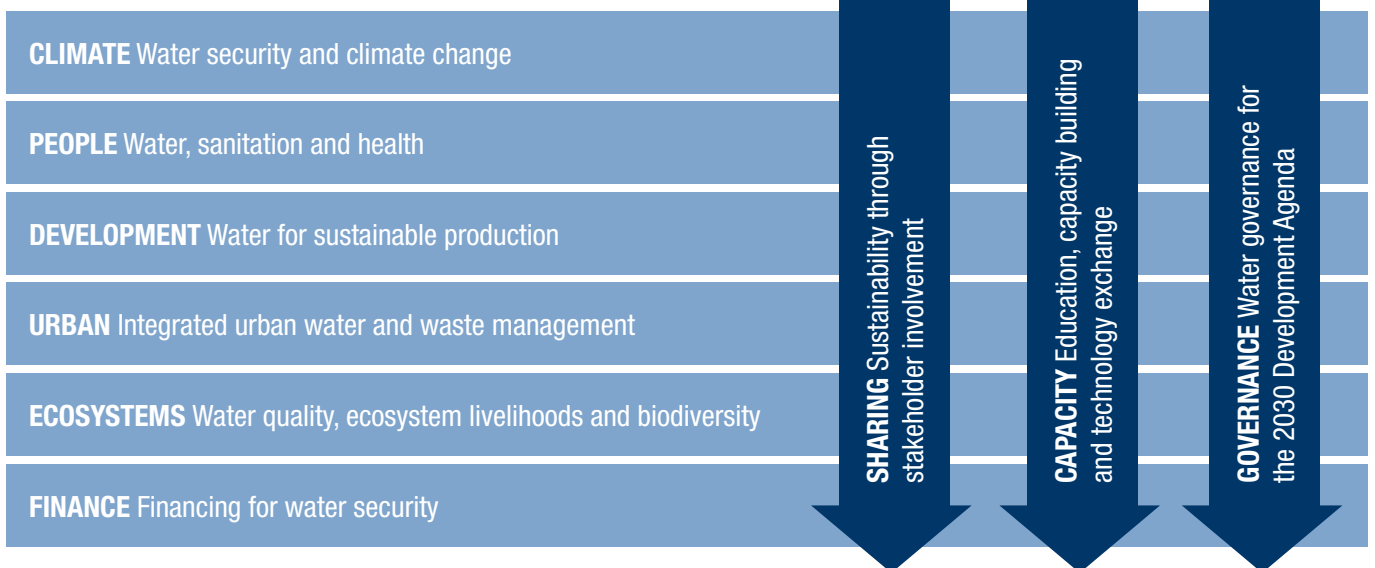 CLIMATE Water security and climate change
PEOPLE Water, sanitation and health
DEVELOPMENT Water for sustainable production
URBAN Integrated urban water and waste management
ECOSYSTEMS Water quality, ecosystem livelihoods and biodiversity
FINANCE Financing for water security
SHARING Sustainability through
stakeholder involvement
CAPACITY Education, capacity building
and technology exchange
GOVERNANCE Water governance for
the 2030 Development Agenda